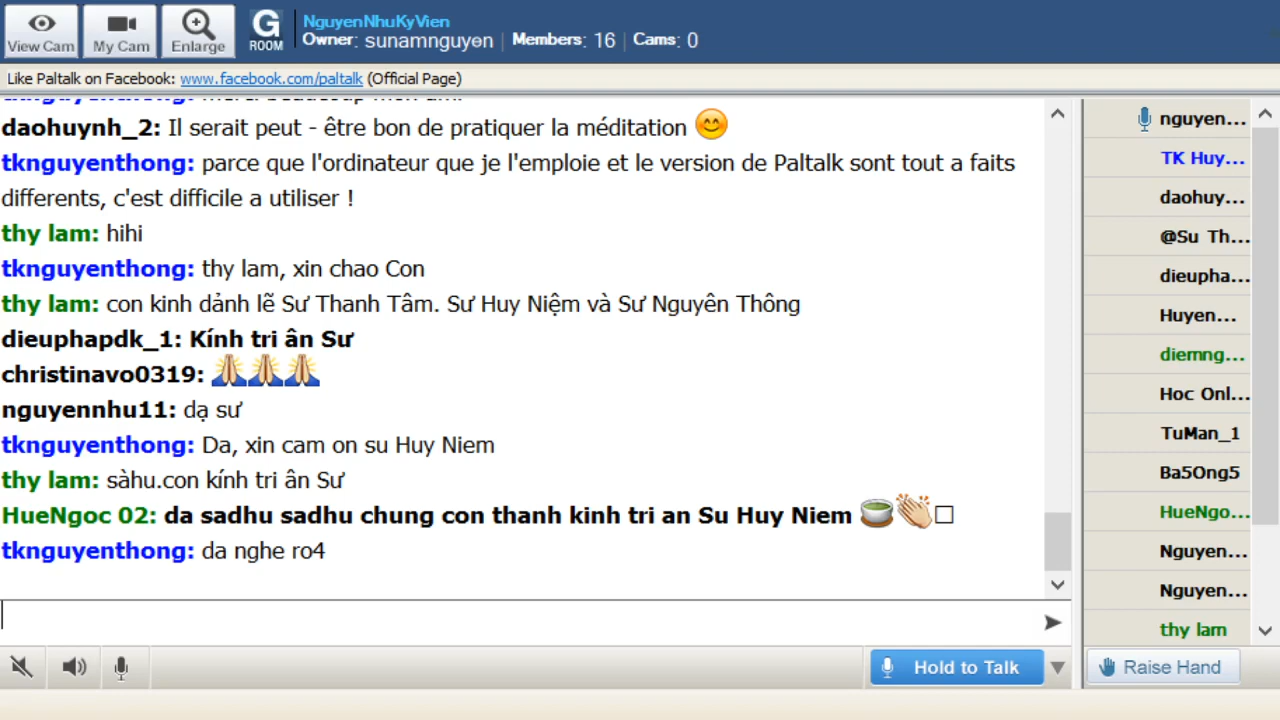 View Cam
My Cam
Enlarge
G
ROOM
NguyenNhuKyVien
Owner: sunamnguyen | Members: 16 | Cams: 0
Like Paltalk on Facebook: www.facebook.com/paltalk (Official Page)
daohuynh_2: Il serait peut - être bon de pratiquer la méditation 😊
tknguyenthong: parce que l'ordinateur que je l'emploie et le version de Paltalk sont tout a faits
differents, c'est difficile a utiliser !
thy lam: hihi
tknguyenthong: thy lam, xin chao Con
thy lam: con kinh dảnh lẽ Sư Thanh Tâm. Sư Huy Niệm và Sư Nguyên Thông
dieuphapdk_1: Kính tri ân Sư
christinavo0319: 🙏🙏🙏
nguyennhu11: dạ sư
tknguyenthong: Da, xin cam on su Huy Niem
thy lam: sàhu.con kính tri ân Sư
HueNgoc 02: da sadhu sadhu chung con thanh kinh tri an Su Huy Niem 🍵👏□
tknguyenthong: da nghe ro4
nguyen...
TK Huy...
daohuy...
@Su Th...
dieupha...
Huyen...
diemng...
Hoc Onl...
TuMan_1
Ba5Ong5
HueNgo...
Nguyen...
Nguyen...
thy lam
Hold to Talk
Raise Hand